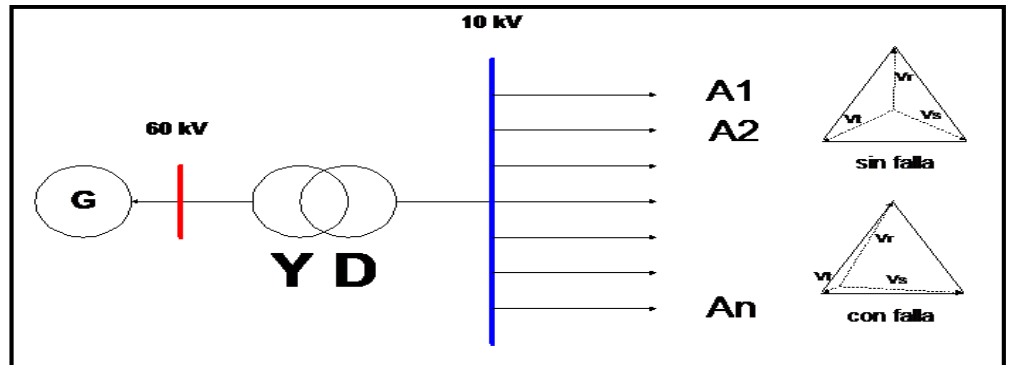 10 kV
60 kV
G
Y D
A1
A2
An
Vr
Vt
Vs
sin falla
Vr
Vt
Vs
con falla